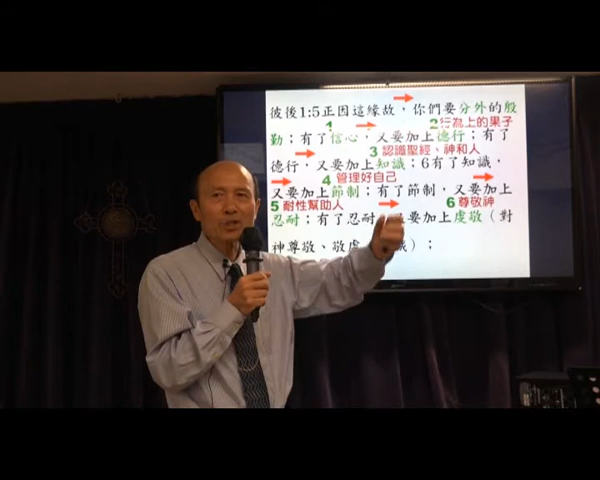 彼後1:5正因這緣故，你們要分外的殷
1 2行為上的果子
勤；有了信心，又要加上德行；有了
3 認識聖經、神和人
德行，又要加上知識；6有了知識，
4 管理好自己
又要加上節制；有了節制，又要加上
5 耐性幫助人 6尊敬神
忍耐；有了忍耐，又要加上虔敬（對
神尊敬、敬虔 ）；